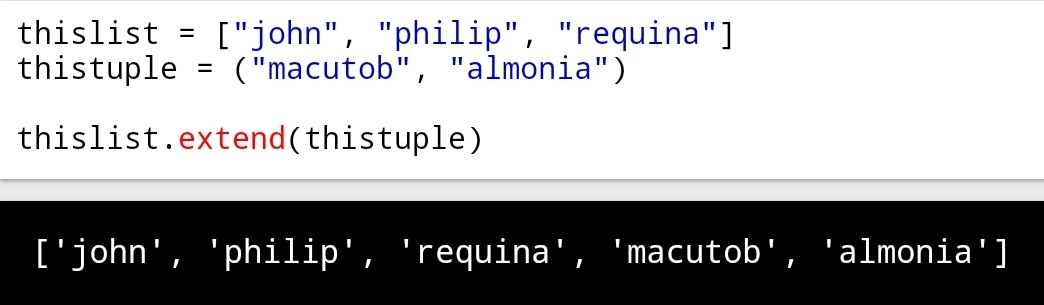 thislist = ["john", "philip", "requina"]
thistuple = ("macutob", "almonia")
thislist.extend(thistuple)
['john', 'philip', 'requina', 'macutob', 'almonia']